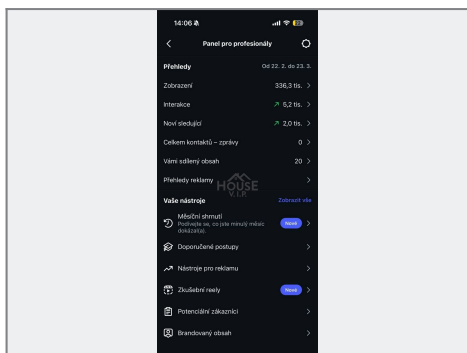 14:06
Panel pro profesionály
Přehledy Od 22. 2. do 23. 3.
Zobrazení 336,3 tis.
Interakce 5,2 tis.
Noví sledující 2,0 tis.
Celkem kontaktů – zprávy 0
Vámi sdílený obsah 20
Přehledy reklamy
HOUSE
V.I.P.
Vaše nástroje Zobrazit vše
Měsíční shrnutí
Podívejte se, co jste minulý měsíc
dokázal(a).
Nové
Doporučené postupy
Nástroje pro reklamu
Zkušební reely Nové
Potenciální zákazníci
Brandovaný obsah